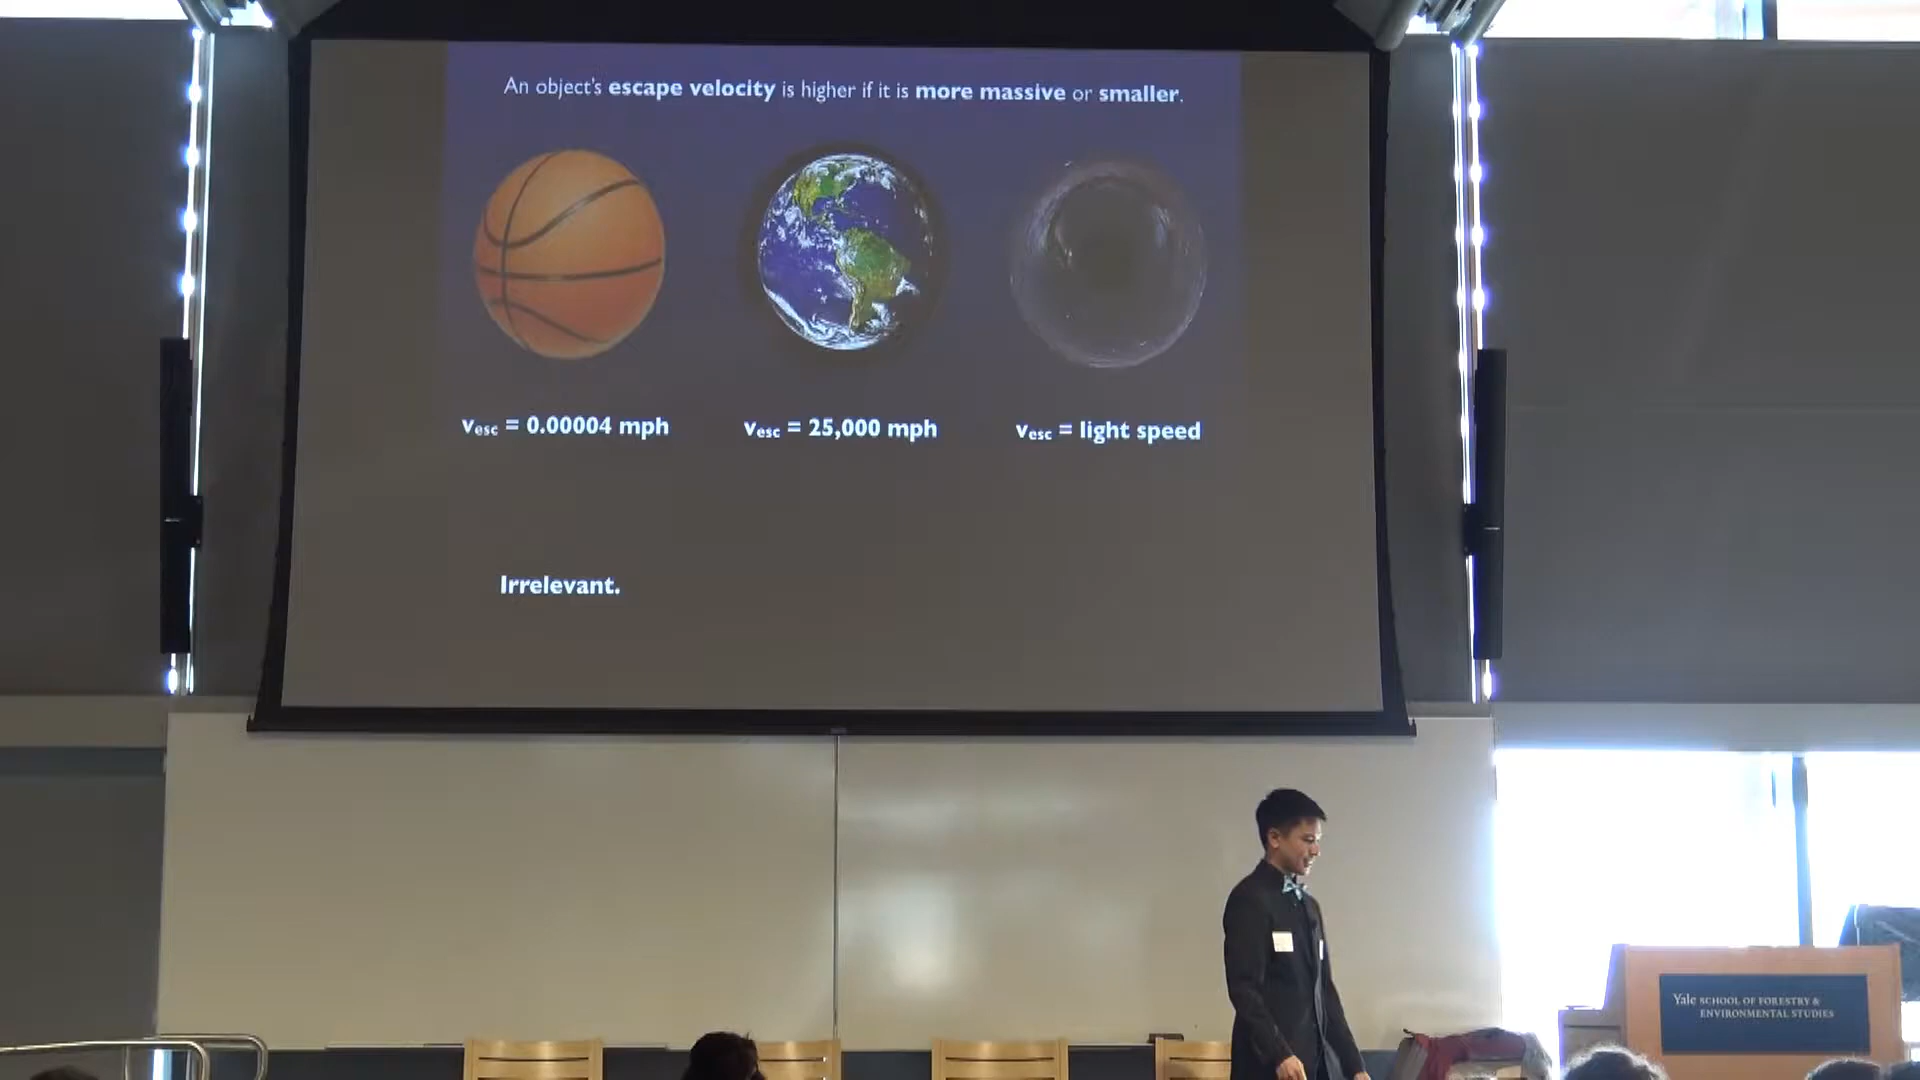 An object's escape velocity is higher if it is more massive or smaller.
vesc = 0.00004 mph
vesc = 25,000 mph
vesc = light speed
Irrelevant.
Yale SCHOOL OF FORESTRY &
ENVIRONMENTAL STUDIES